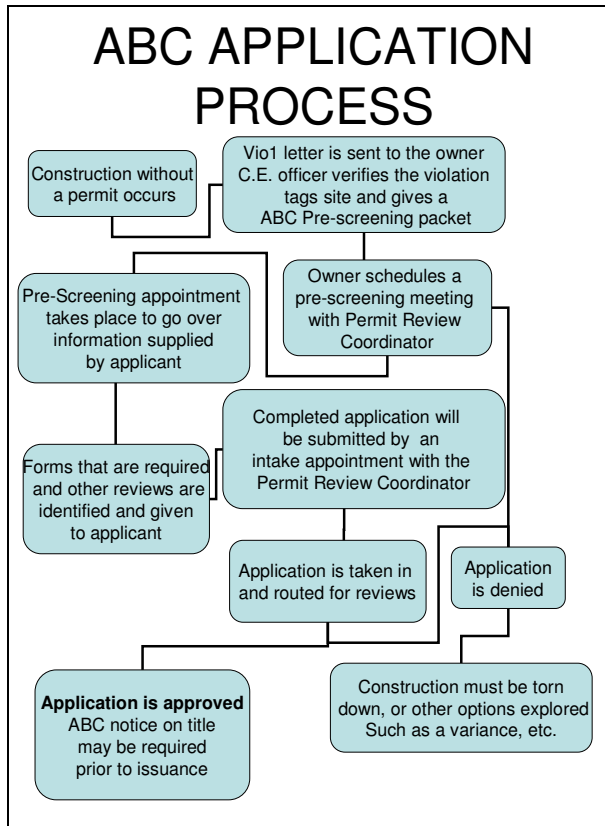 ABC APPLICATION
PROCESS
Construction without
a permit occurs
Vio1 letter is sent to the owner
C.E. officer verifies the violation
tags site and gives a
ABC Pre-screening packet
Owner schedules a
pre-screening meeting
with Permit Review
Coordinator
Pre-Screening appointment
takes place to go over
information supplied
by applicant
Forms that are required
and other reviews are
identified and given
to applicant
Completed application will
be submitted by an
intake appointment with the
Permit Review Coordinator
Application is taken in
and routed for reviews
Application
is denied
Application is approved
ABC notice on title
may be required
prior to issuance
Construction must be torn
down, or other options explored
Such as a variance, etc.